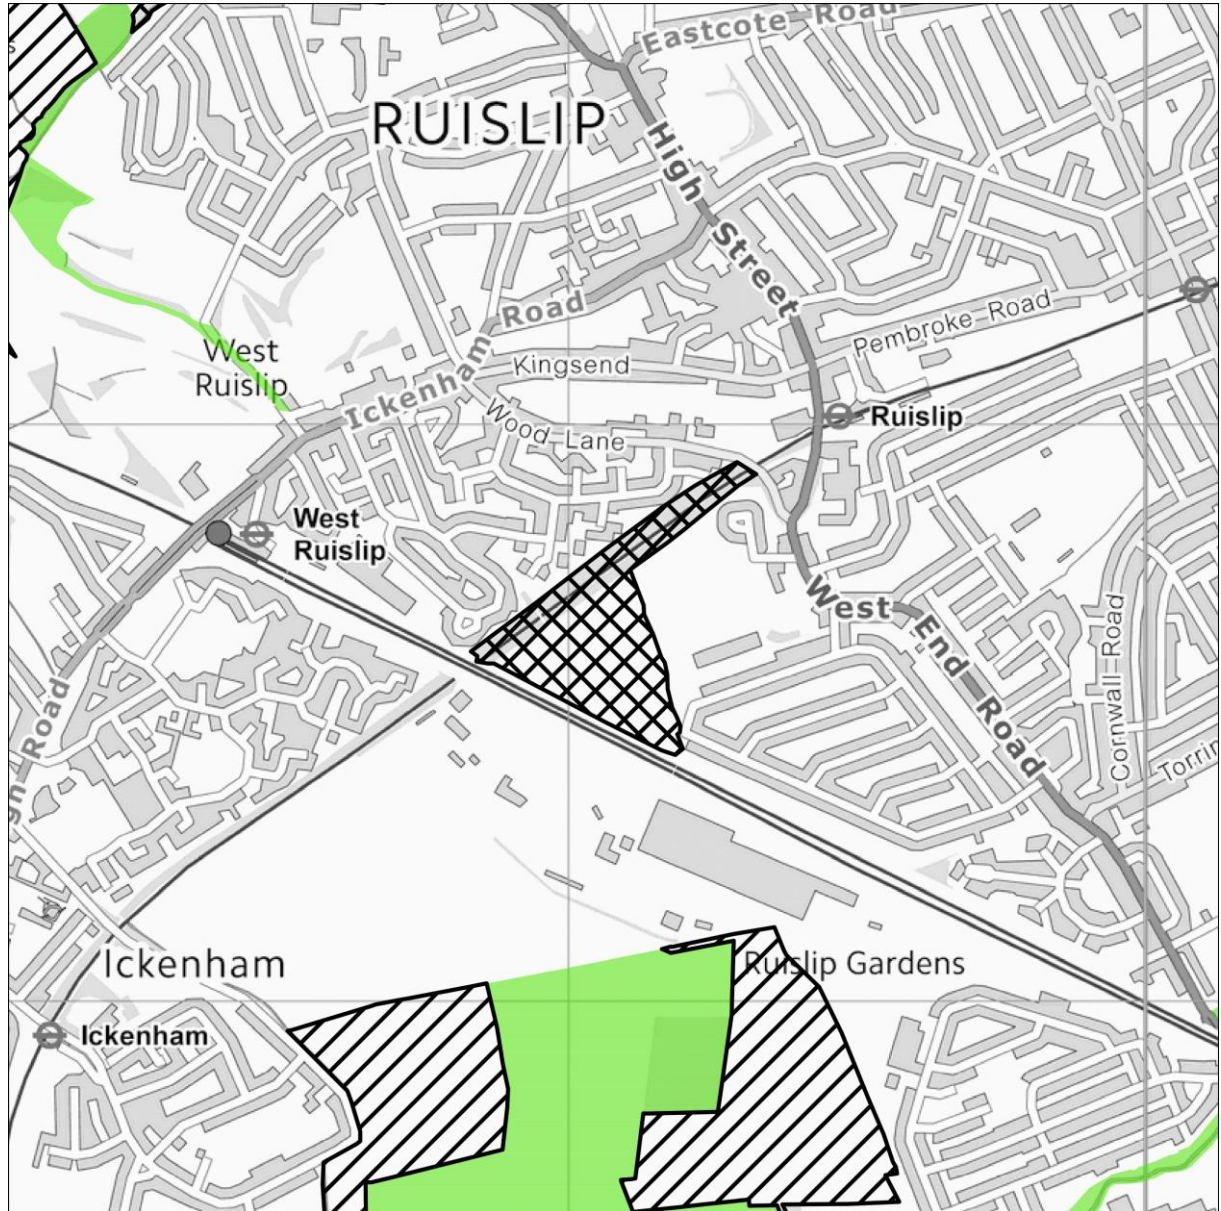 Eastcote Road
RUISLIP
High Street
Road
Pembroke Road
West
Ruislip
Kingsend
Ickenham
Ruislip
Wood Lane
West
Ruislip
West End Road
Cornwall Road
Road
Ickenham
Ruislip Gardens
Ickenham